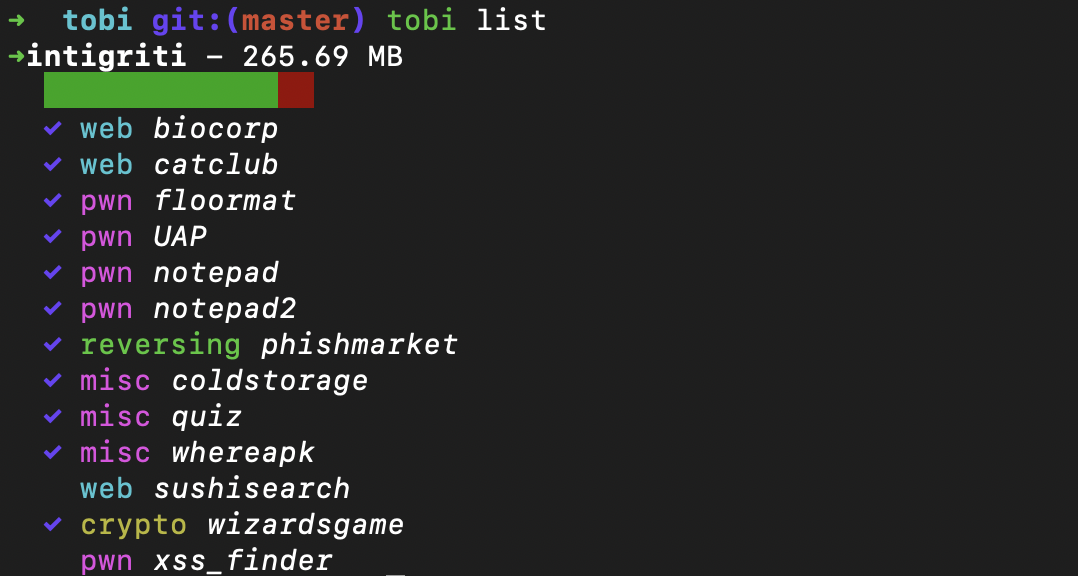 ➜ tobi git:(master) tobi list
➜intigriti – 265.69 MB
✓ web biocorp
✓ web catclub
✓ pwn floormat
✓ pwn UAP
✓ pwn notepad
✓ pwn notepad2
✓ reversing phishmarket
✓ misc coldstorage
✓ misc quiz
✓ misc whereapk
web sushisearch
✓ crypto wizardsgame
pwn xss_finder